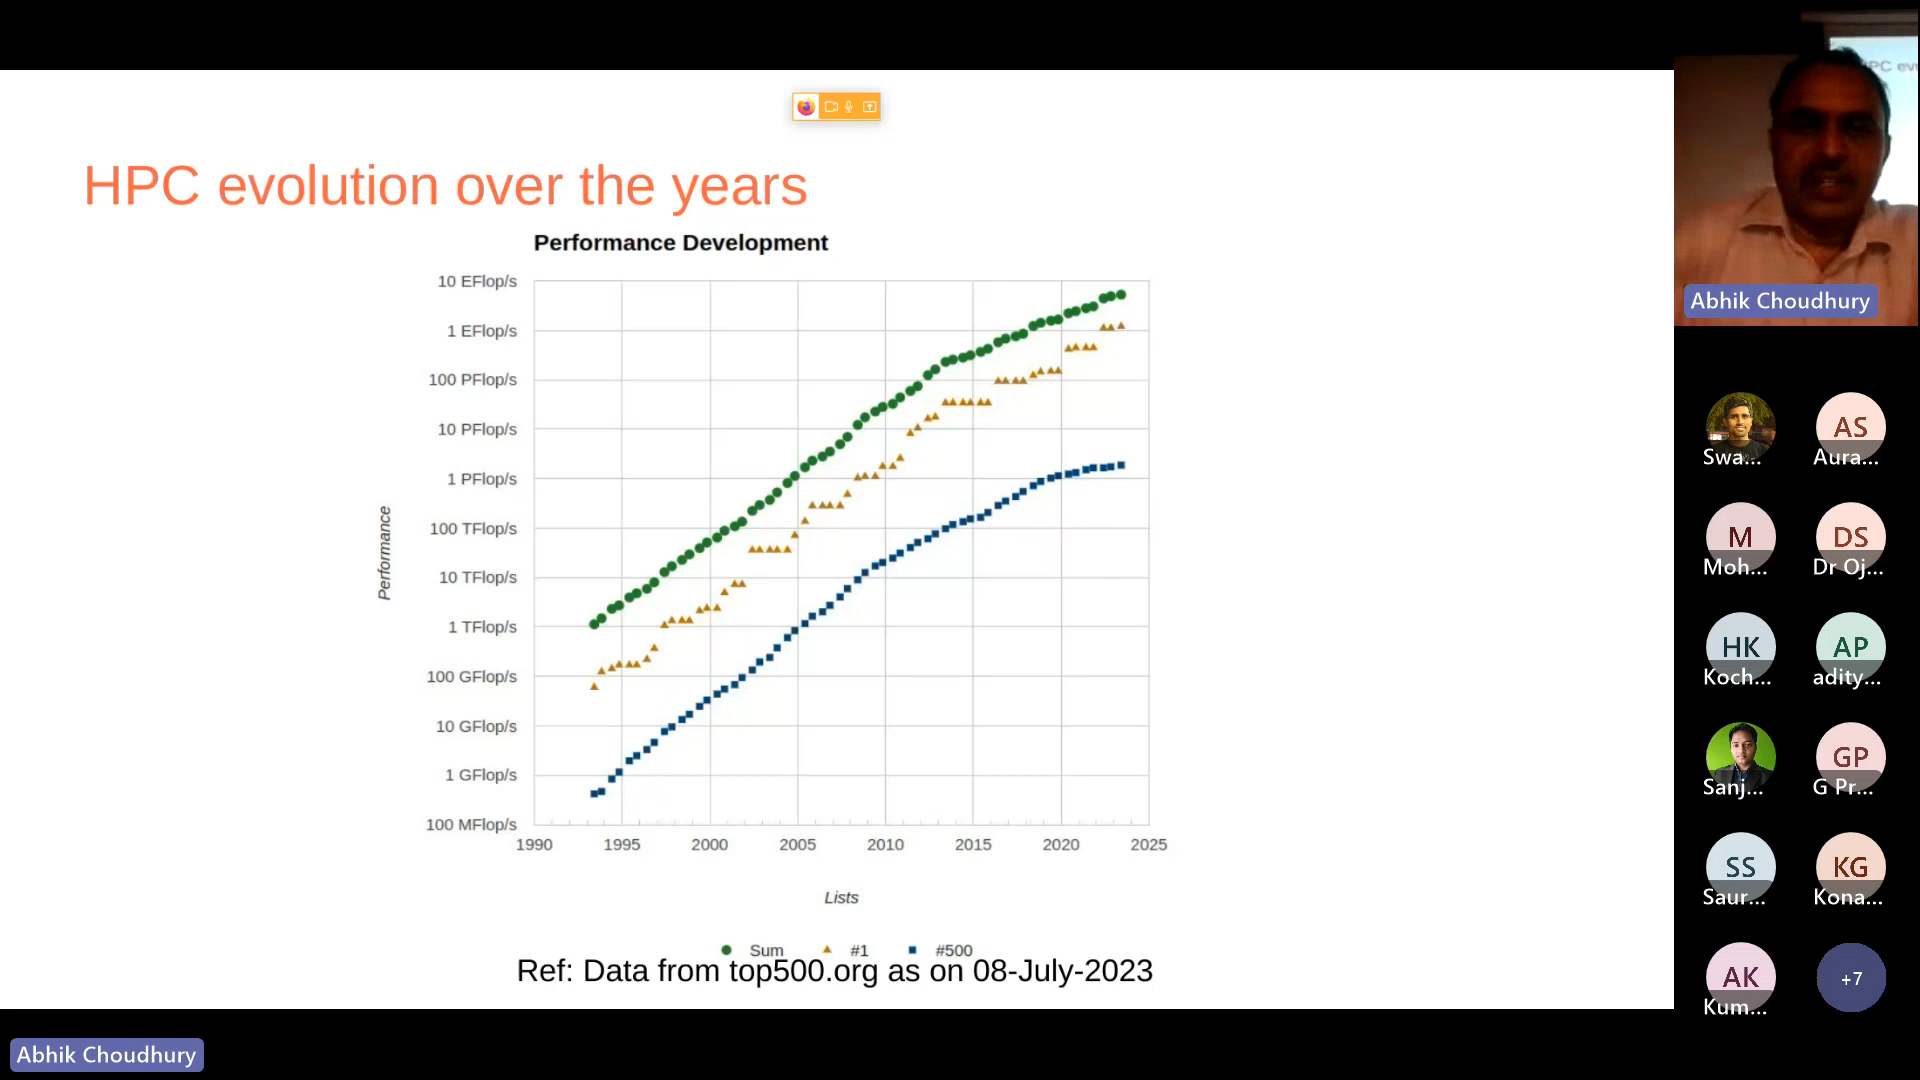 HPC evolution over the years
Performance Development
10 EFlop/s
1 EFlop/s
100 PFlop/s
10 PFlop/s
1 PFlop/s
100 TFlop/s
10 TFlop/s
1 TFlop/s
100 GFlop/s
10 GFlop/s
1 GFlop/s
100 MFlop/s
Performance
1990 1995 2000 2005 2010 2015 2020 2025
Lists
Sum #1 #500
Ref: Data from top500.org as on 08-July-2023
Abhik Choudhury
PC ev
Abhik Choudhury
Swa...
AS
Aura...
M
Moh...
DS
Dr Oj...
HK
Koch...
AP
adity...
Sanj...
GP
G Pr...
SS
Saur...
KG
Kona...
AK
Kum...
+7